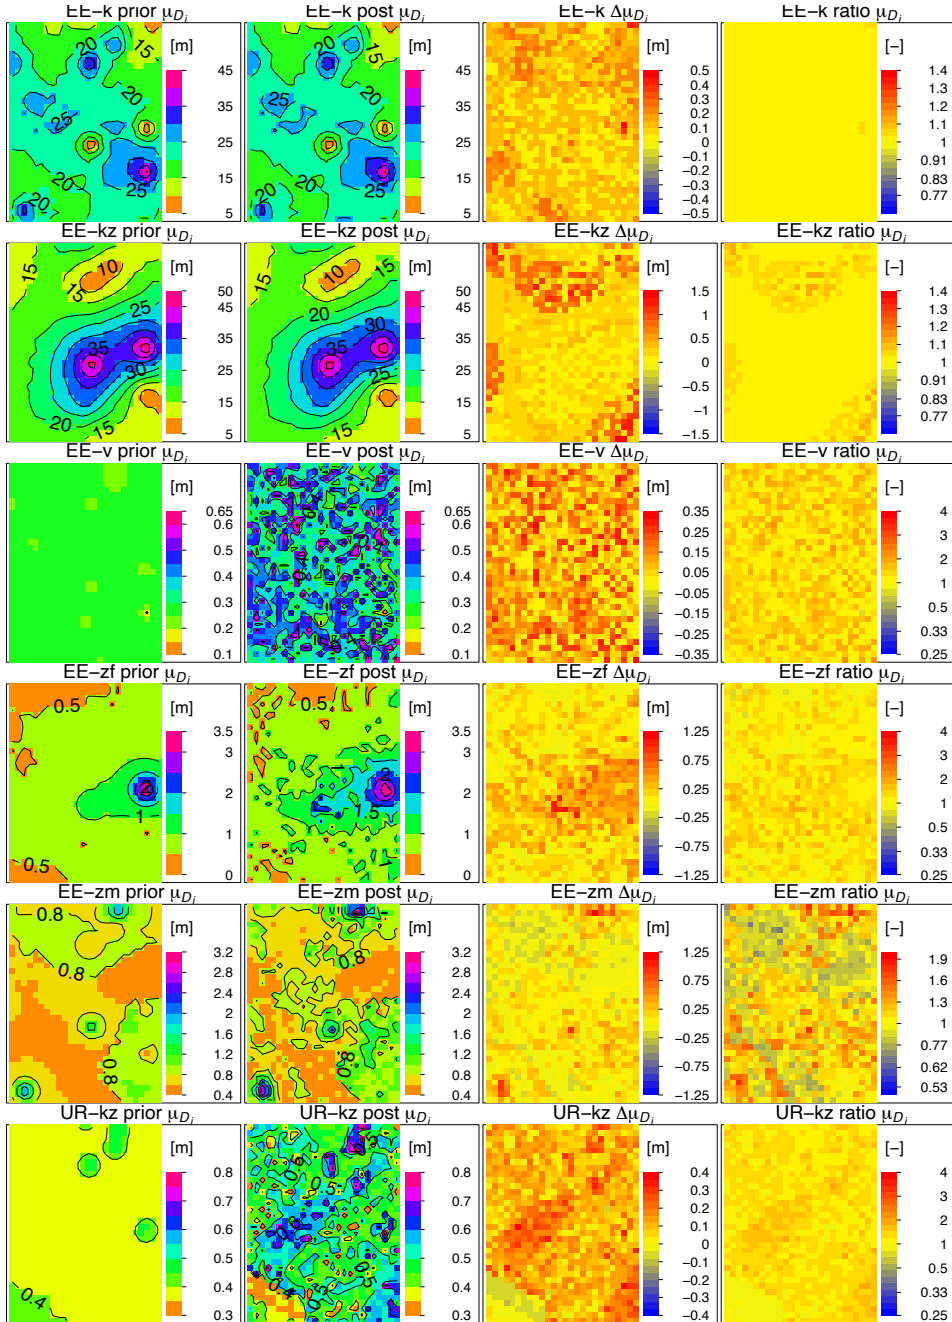 EE−k prior μDi
EE−k post μDi
EE−k ΔμDi
EE−k ratio μDi
[m] [m] [m] [−]
20 15 20 25 20 20 25
45 35 25 15 5
20 15 20 25 20 20 25
45 35 25 15 5
0.5 0.4 0.3 0.2 0.1 0 −0.1 −0.2 −0.3 −0.4 −0.5
1.4 1.3 1.2 1.1 1 0.91 0.83 0.77
EE−kz prior μDi
EE−kz post μDi
EE−kz ΔμDi
EE−kz ratio μDi
[m] [m] [m] [−]
15 10 15 25 35 30 20 15
50 45 35 25 15 5
15 10 20 30 35 25 20 15
50 45 35 25 15 5
1.5 1 0.5 0 −0.5 −1 −1.5
1.4 1.3 1.2 1.1 1 0.91 0.83 0.77
EE−v prior μDi
EE−v post μDi
EE−v ΔμDi
EE−v ratio μDi
[m] [m] [m] [−]
0.65 0.6 0.5 0.4 0.3 0.2 0.1
0.4
0.65 0.6 0.5 0.4 0.3 0.2 0.1
0.35 0.25 0.15 0.05 −0.05 −0.15 −0.25 −0.35
4 3 2 1 0.5 0.33 0.25
EE−zf prior μDi
EE−zf post μDi
EE−zf ΔμDi
EE−zf ratio μDi
[m] [m] [m] [−]
0.5 2 1 0.5
3.5 3 2 1 0
0.5 1 2 1.5 1
3.5 3 2 1 0
1.25 0.75 0.25 −0.25 −0.75 −1.25
4 3 2 1 0.5 0.33 0.25
EE−zm prior μDi
EE−zm post μDi
EE−zm ΔμDi
EE−zm ratio μDi
[m] [m] [m] [−]
0.8 0.8 0.8
3.2 2.8 2.4 2 1.6 1.2 0.8 0.4
0.8 0.8
3.2 2.8 2.4 2 1.6 1.2 0.8 0.4
1.25 0.75 0.25 −0.25 −0.75 −1.25
1.9 1.6 1.3 1 0.77 0.62 0.53
UR−kz prior μDi
UR−kz post μDi
UR−kz ΔμDi
UR−kz ratio μDi
[m] [m] [m] [−]
0.4
0.8 0.7 0.6 0.5 0.4 0.3
0.5 0.5 0.5 0.6 0.5 0.4 0.5
0.8 0.7 0.6 0.5 0.4 0.3
0.4 0.3 0.2 0.1 0 −0.1 −0.2 −0.3 −0.4
4 3 2 1 0.5 0.33 0.25